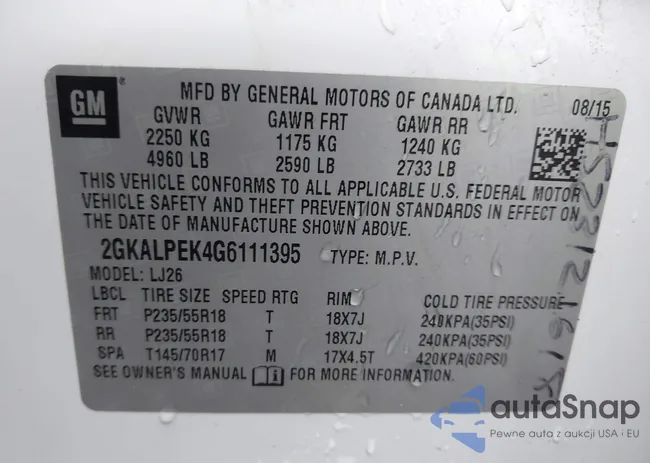 GM
MFD BY GENERAL MOTORS OF CANADA LTD. 08/15
GVWR GAWR FRT GAWR RR
2250 KG 1175 KG 1240 KG
4960 LB 2590 LB 2733 LB
THIS VEHICLE CONFORMS TO ALL APPLICABLE U.S. FEDERAL MOTOR
VEHICLE SAFETY AND THEFT PREVENTION STANDARDS IN EFFECT ON
THE DATE OF MANUFACTURE SHOWN ABOVE.
2GKALPEK4G6111395 TYPE: M.P.V.
MODEL: LJ26
LBCL TIRE SIZE SPEED RTG RIM COLD TIRE PRESSURE
FRT P235/55R18 T 18X7J 240KPA(35PSI)
RR P235/55R18 T 18X7J 240KPA(35PSI)
SPA T145/70R17 M 17X4.5T 420KPA(60PSI)
SEE OWNER'S MANUAL FOR MORE INFORMATION.
autoSnap
Pewne auta z aukcji USA i EU